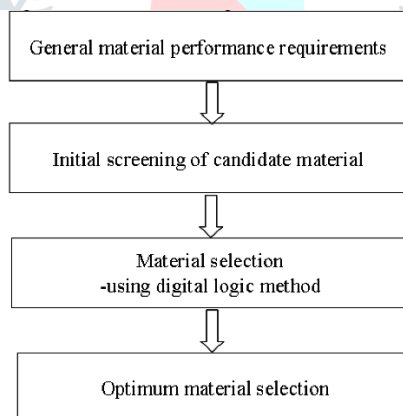 General material performance requirements
Initial screening of candidate material
Material selection
-using digital logic method
Optimum material selection